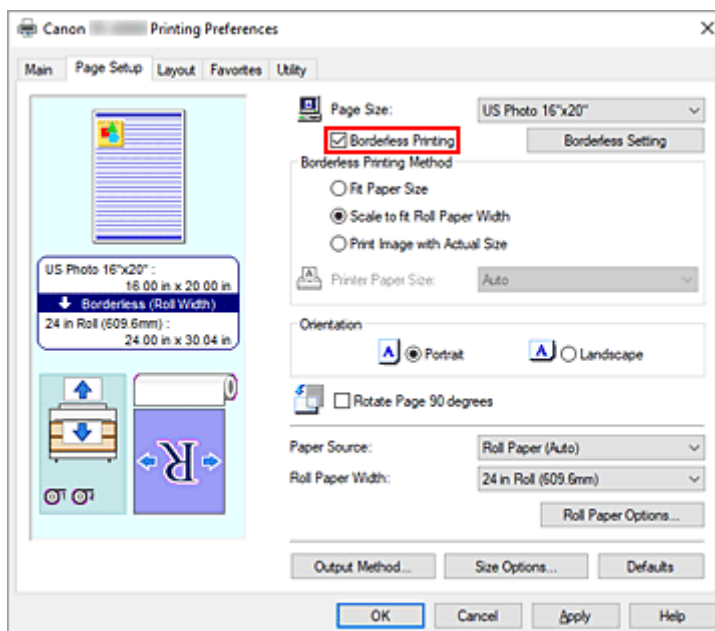 Canon Printing Preferences
Main Page Setup Layout Favorites Utility
Page Size: US Photo 16"x20"
Borderless Printing Borderless Setting
Borderless Printing Method
Fit Paper Size
Scale to fit Roll Paper Width
Print Image with Actual Size
Printer Paper Size: Auto
US Photo 16"x20" :
16.00 in x 20.00 in
Borderless (Roll Width)
24 in Roll (609.6mm) :
24.00 in x 30.04 in
Orientation
A Portrait A Landscape
Rotate Page 90 degrees
R
Paper Source: Roll Paper (Auto)
Roll Paper Width: 24 in Roll (609.6mm)
Roll Paper Options...
Output Method... Size Options... Defaults
OK Cancel Apply Help